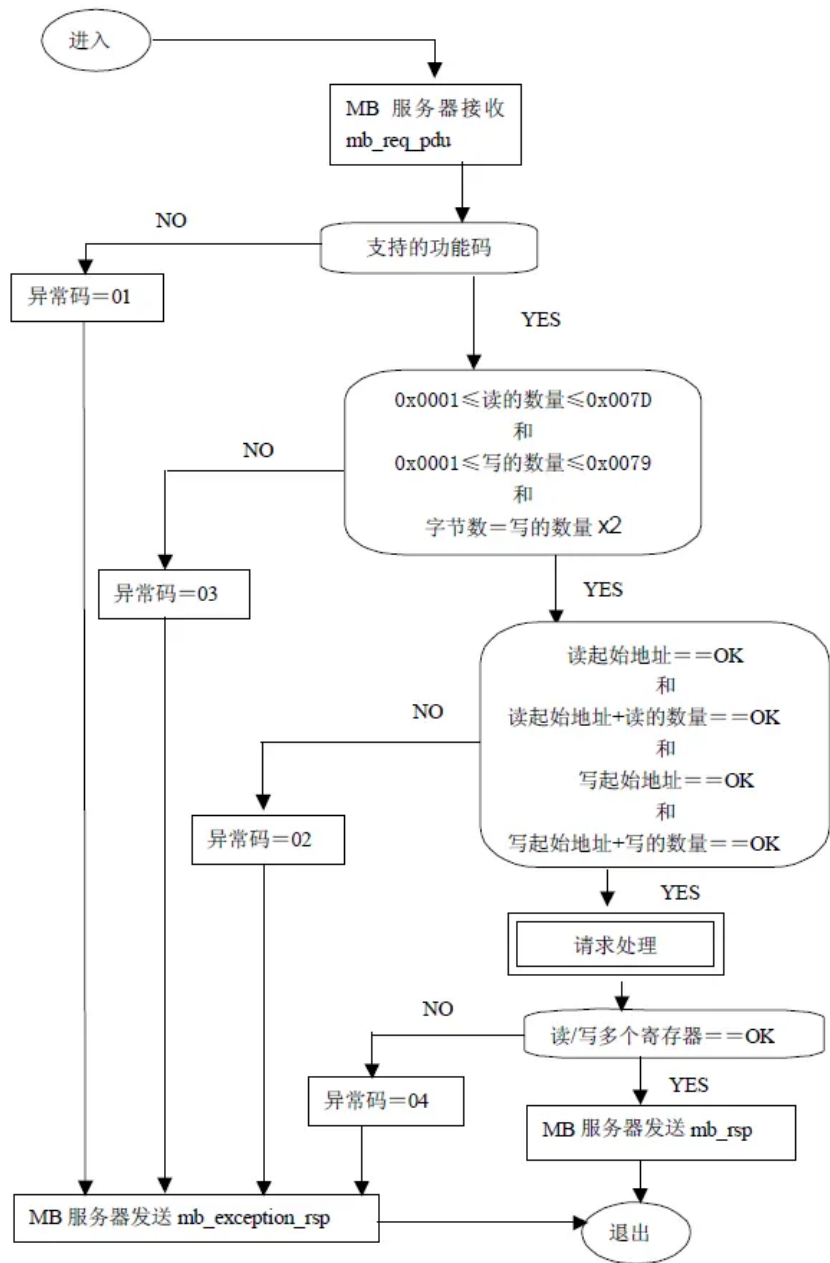 进入
MB 服务器接收
mb_req_pdu
NO
支持的功能码
异常码＝01
YES
0x0001≤读的数量≤0x007D
和
NO
0x0001≤写的数量≤0x0079
和
字节数＝写的数量 x2
异常码＝03
YES
读起始地址＝＝OK
和
NO
读起始地址+读的数量＝＝OK
和
写起始地址＝＝OK
和
异常码＝02
写起始地址+写的数量＝＝OK
YES
请求处理
NO
读/写多个寄存器＝＝OK
YES
异常码＝04
MB 服务器发送 mb_rsp
MB 服务器发送 mb_exception_rsp
退出